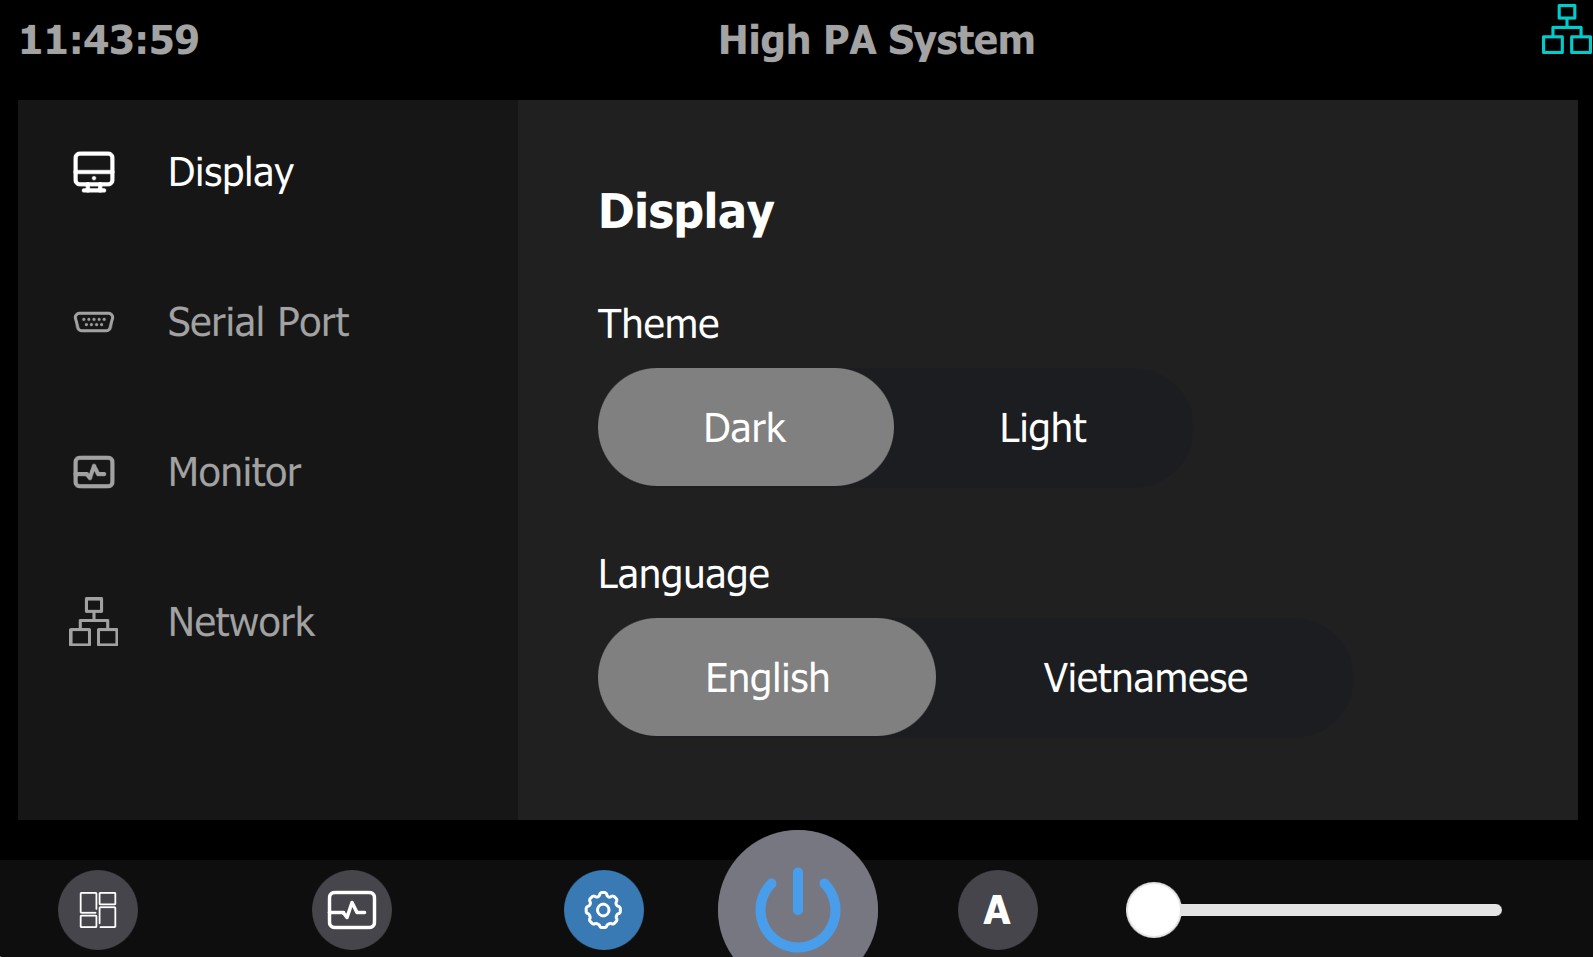 11:43:59
High PA System
Display
Serial Port
Monitor
Network
Display
Theme
Dark
Light
Language
English
Vietnamese
A